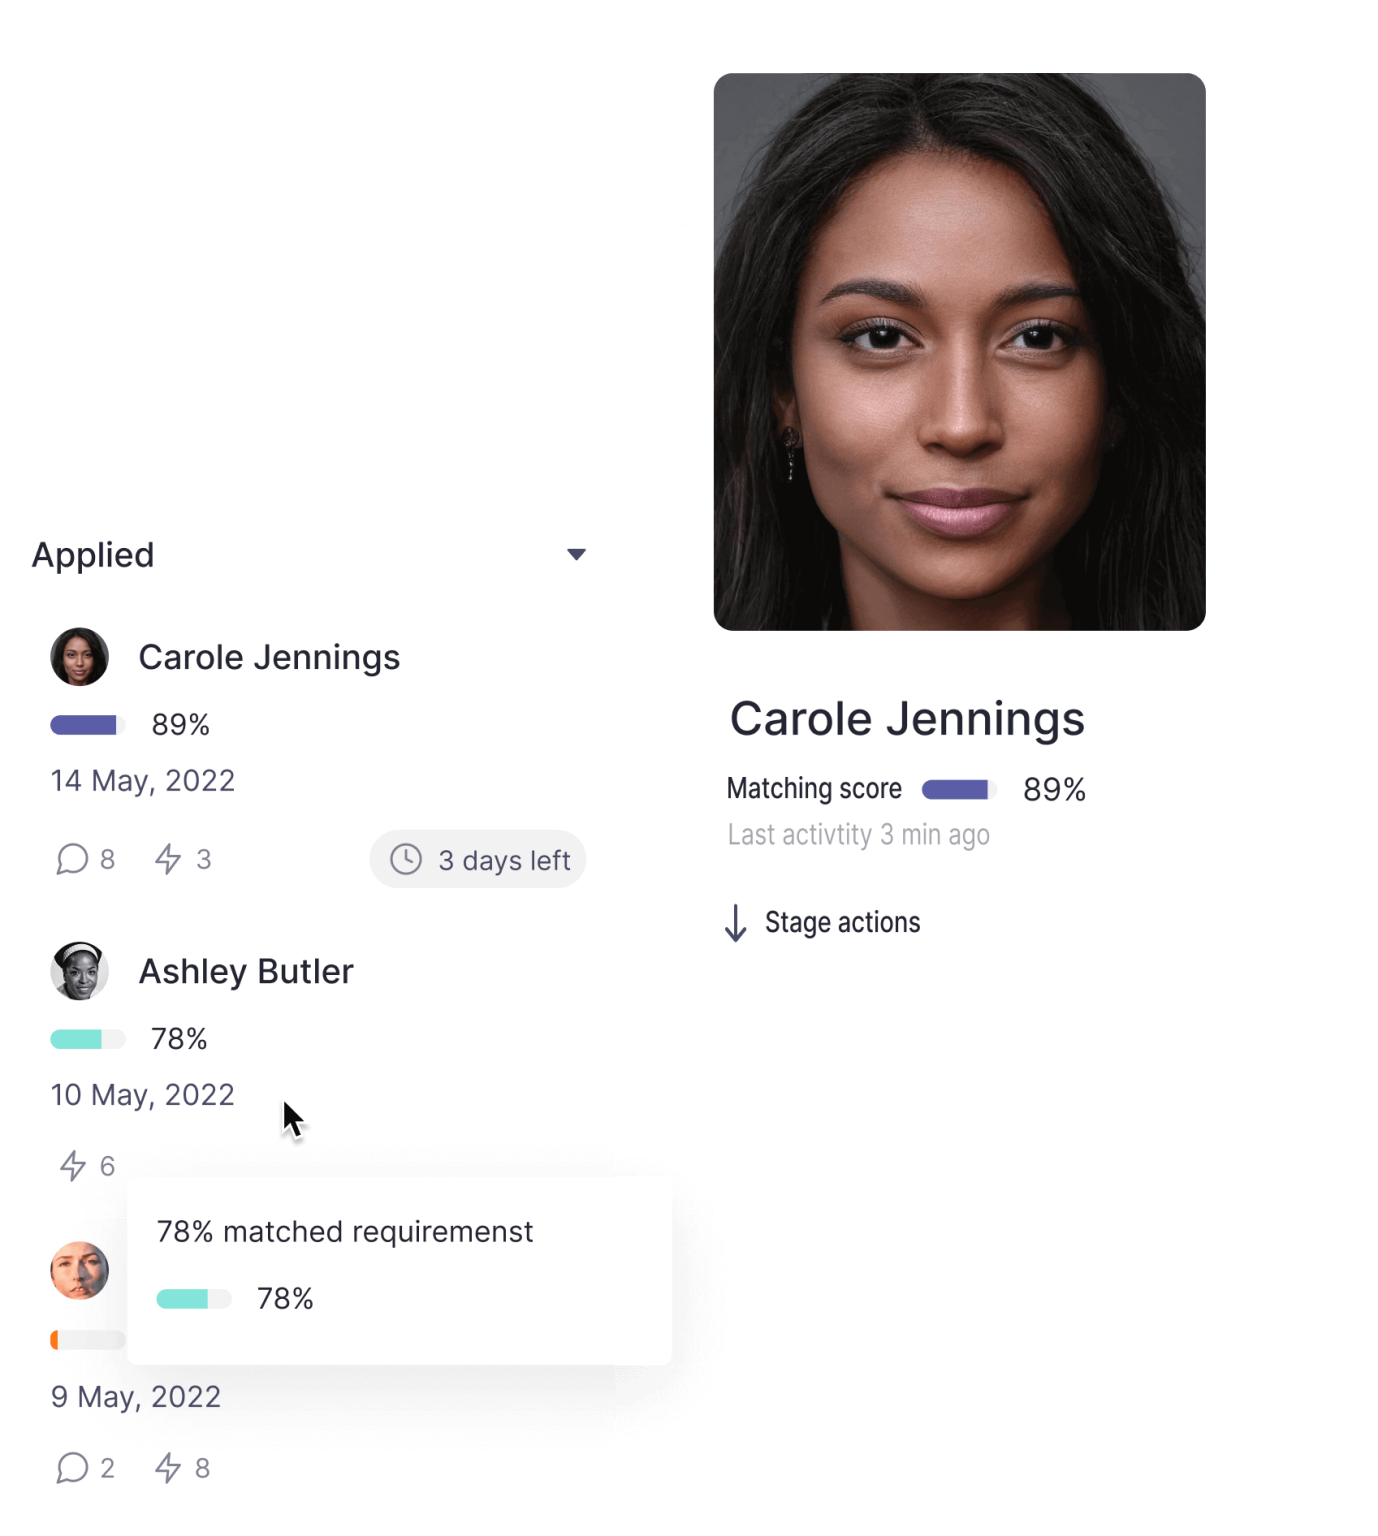 Applied
Carole Jennings
89%
14 May, 2022
8 3 3 days left
Ashley Butler
78%
10 May, 2022
6
78% matched requiremenst
78%
9 May, 2022
2 8
Carole Jennings
Matching score 89%
Last activtity 3 min ago
Stage actions